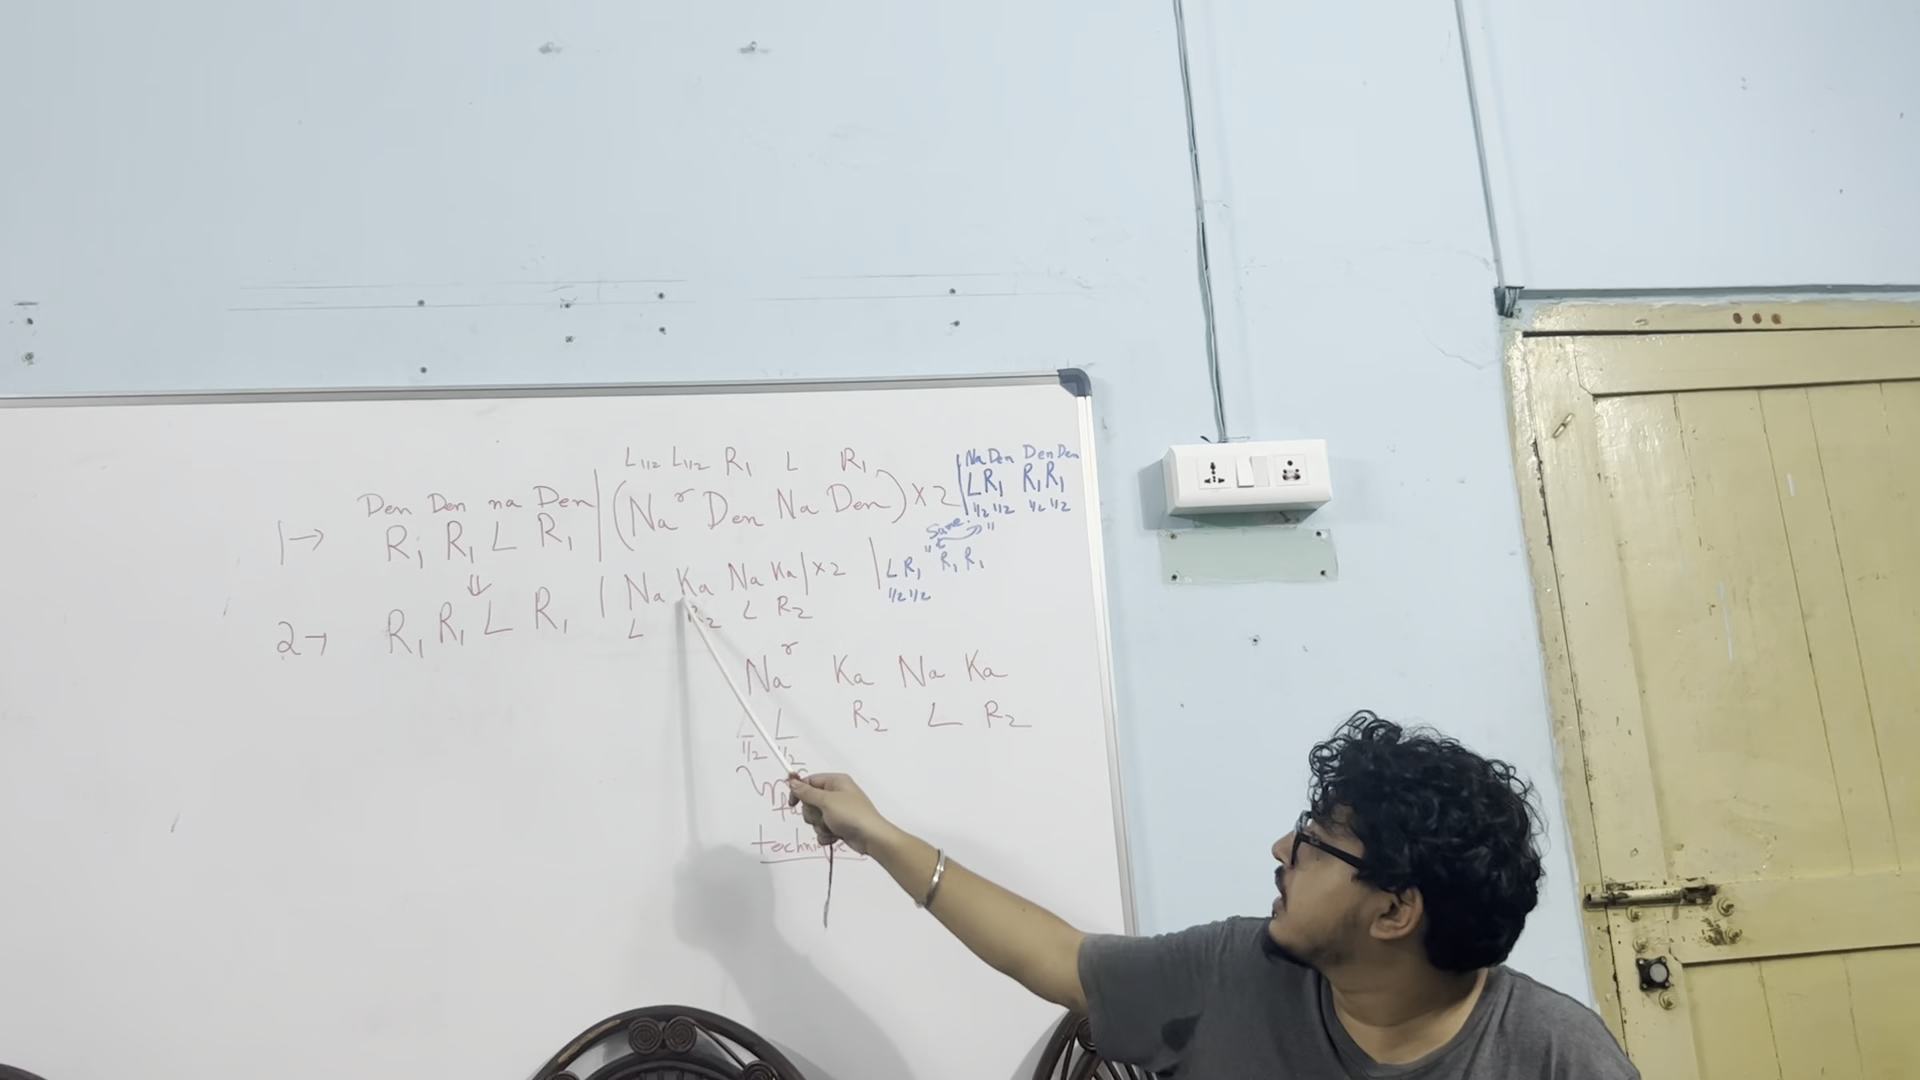 L1/2 L1/2 R1 L R1
Den Den na Den | (Na r Den Na Den) x 2 | Na Den Den Den
1 → R1 R1 L R1 L R1 R1 R1
1/2 1/2 1/2 1/2
Same
⇓ | Na Ka Na Ka | x 2 | L R1 " R1 R1 "
2 → R1 R1 L R1 L R2 L R2 1/2 1/2
Na r Ka Na Ka
L L R2 L R2
1/2 1/2
technique